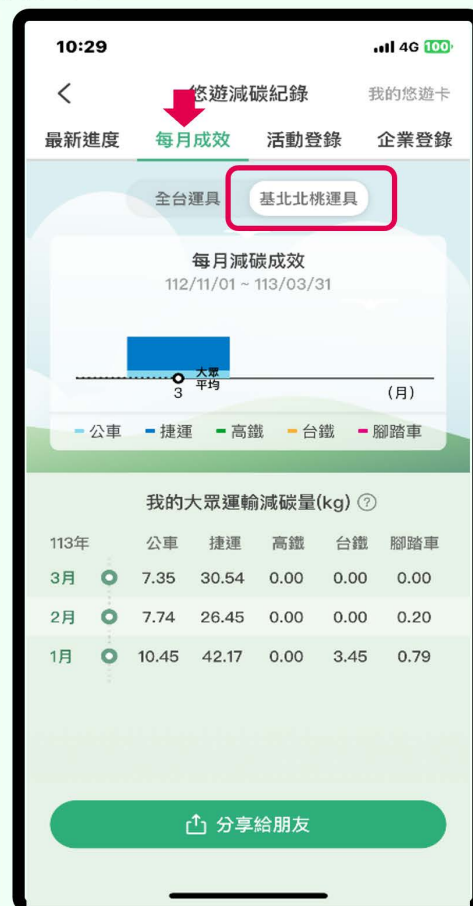 10:29 4G 100
悠遊減碳紀錄 我的悠遊卡
最新進度 每月成效 活動登錄 企業登錄
全台運具 基北北桃運具
每月減碳成效
112/11/01 ~ 113/03/31
大眾
平均
3 (月)
公車 捷運 高鐵 台鐵 腳踏車
我的大眾運輸減碳量(kg) ?
113年 公車 捷運 高鐵 台鐵 腳踏車
3月 7.35 30.54 0.00 0.00 0.00
2月 7.74 26.45 0.00 0.00 0.20
1月 10.45 42.17 0.00 3.45 0.79
分享給朋友